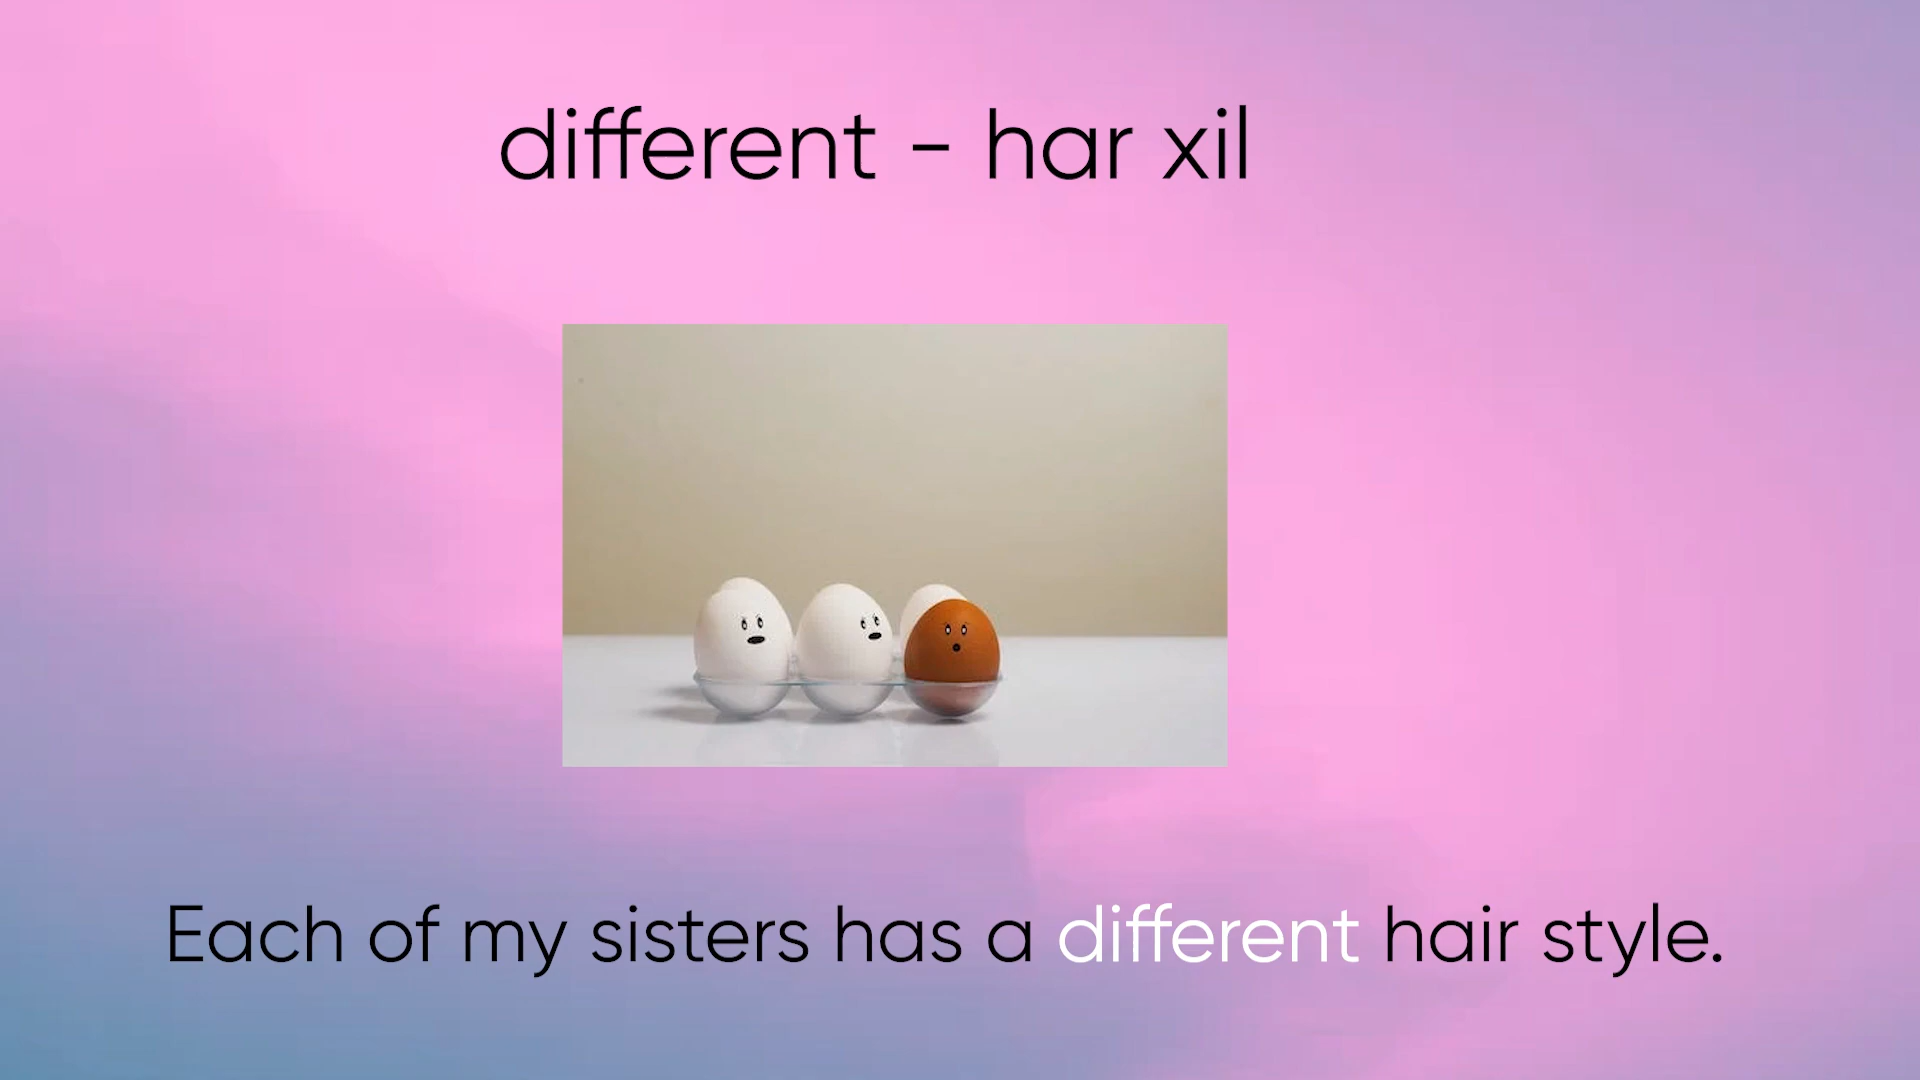 different - har xil
Each of my sisters has a different hair style.